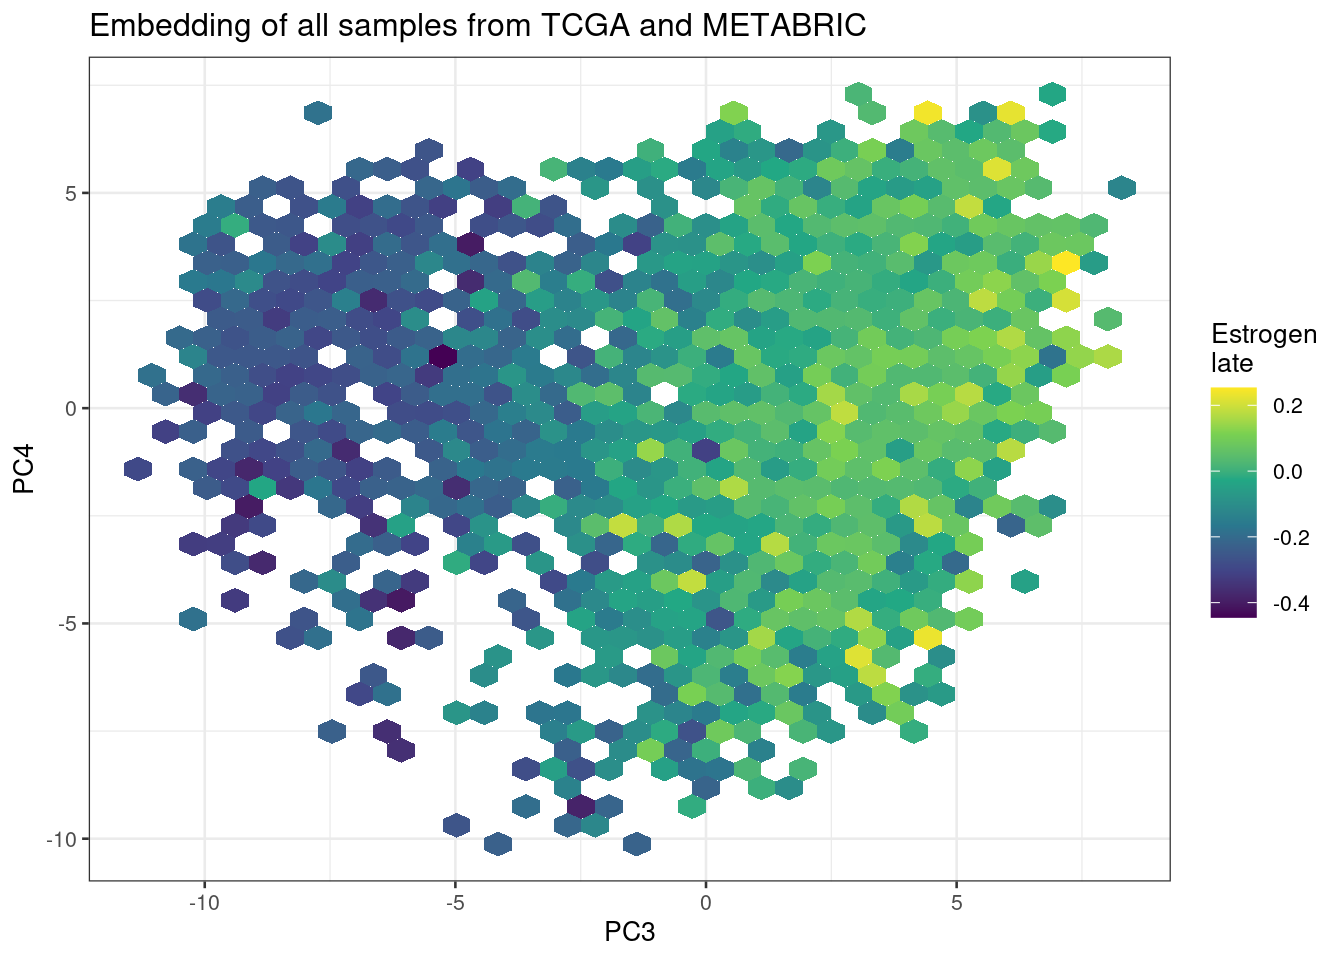 Embedding of all samples from TCGA and METABRIC
5
0
-5
-10
PC4
-10
-5
0
5
PC3
Estrogen
late
0.2
0.0
-0.2
-0.4